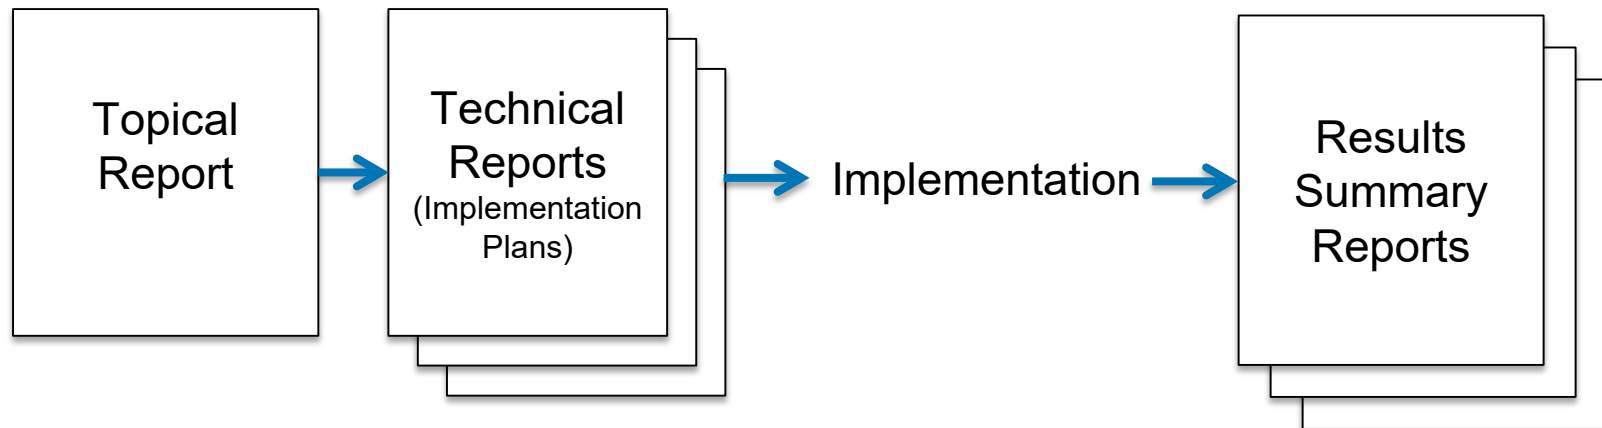 Topical
Report
Technical
Reports
(Implementation
Plans)
Implementation
Results
Summary
Reports